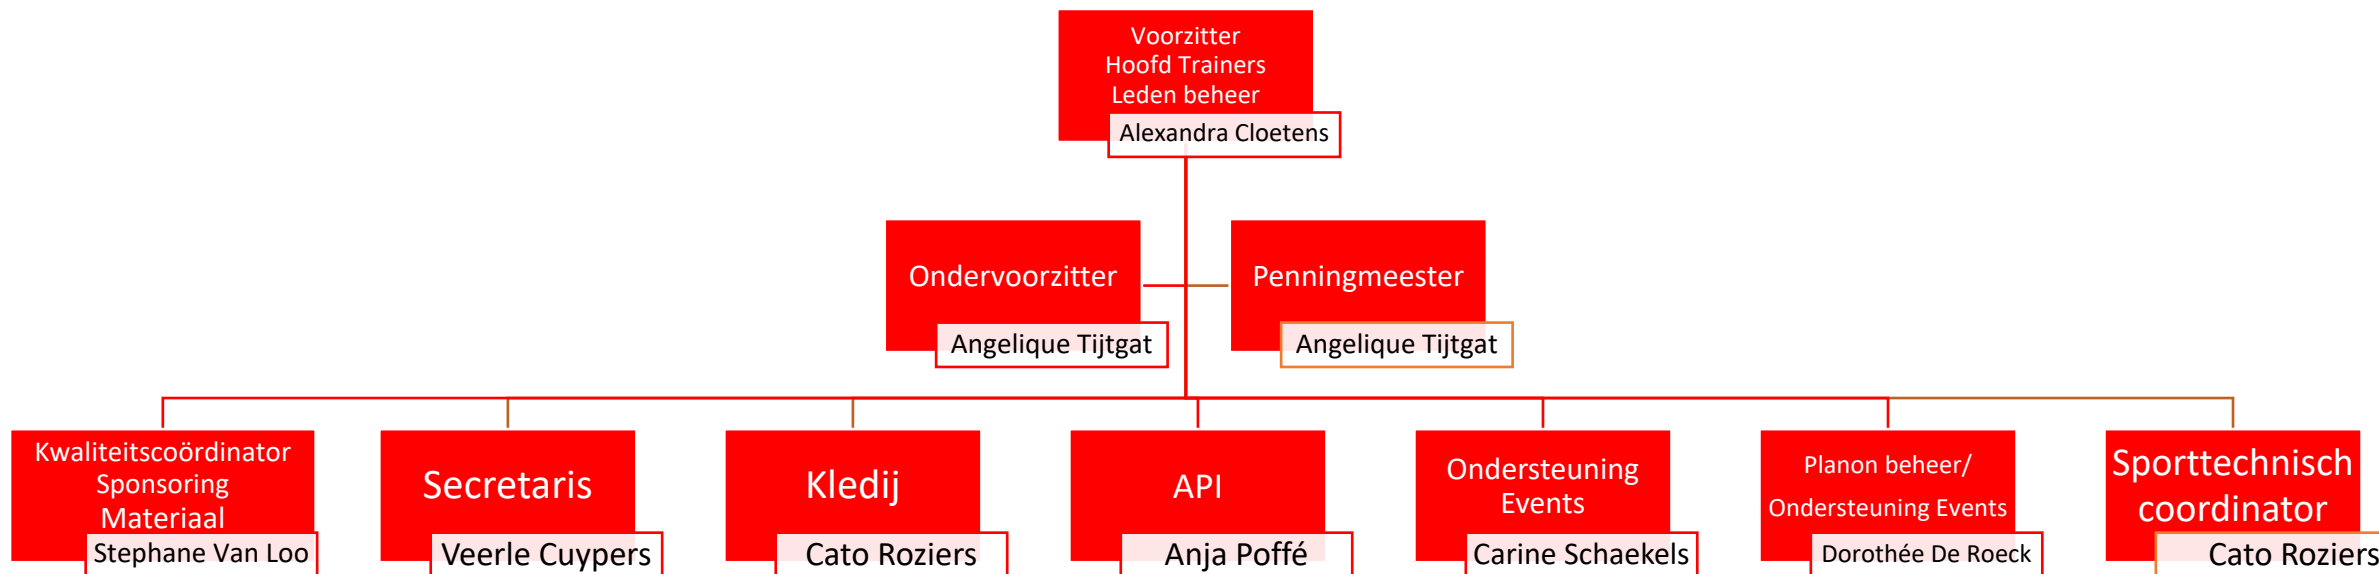 Voorzitter
Hoofd Trainers
Leden beheer
Alexandra Cloetens
Ondervoorzitter
Angelique Tijtgat
Penningmeester
Angelique Tijtgat
Kwaliteitscoördinator
Sponsoring
Materiaal
Stephane Van Loo
Secretaris
Veerle Cuypers
Kledij
Cato Roziers
API
Anja Poffé
Ondersteuning
Events
Carine Schaekels
Planon beheer/
Ondersteuning Events
Dorothée De Roeck
Sporttechnisch
coordinator
Cato Roziers